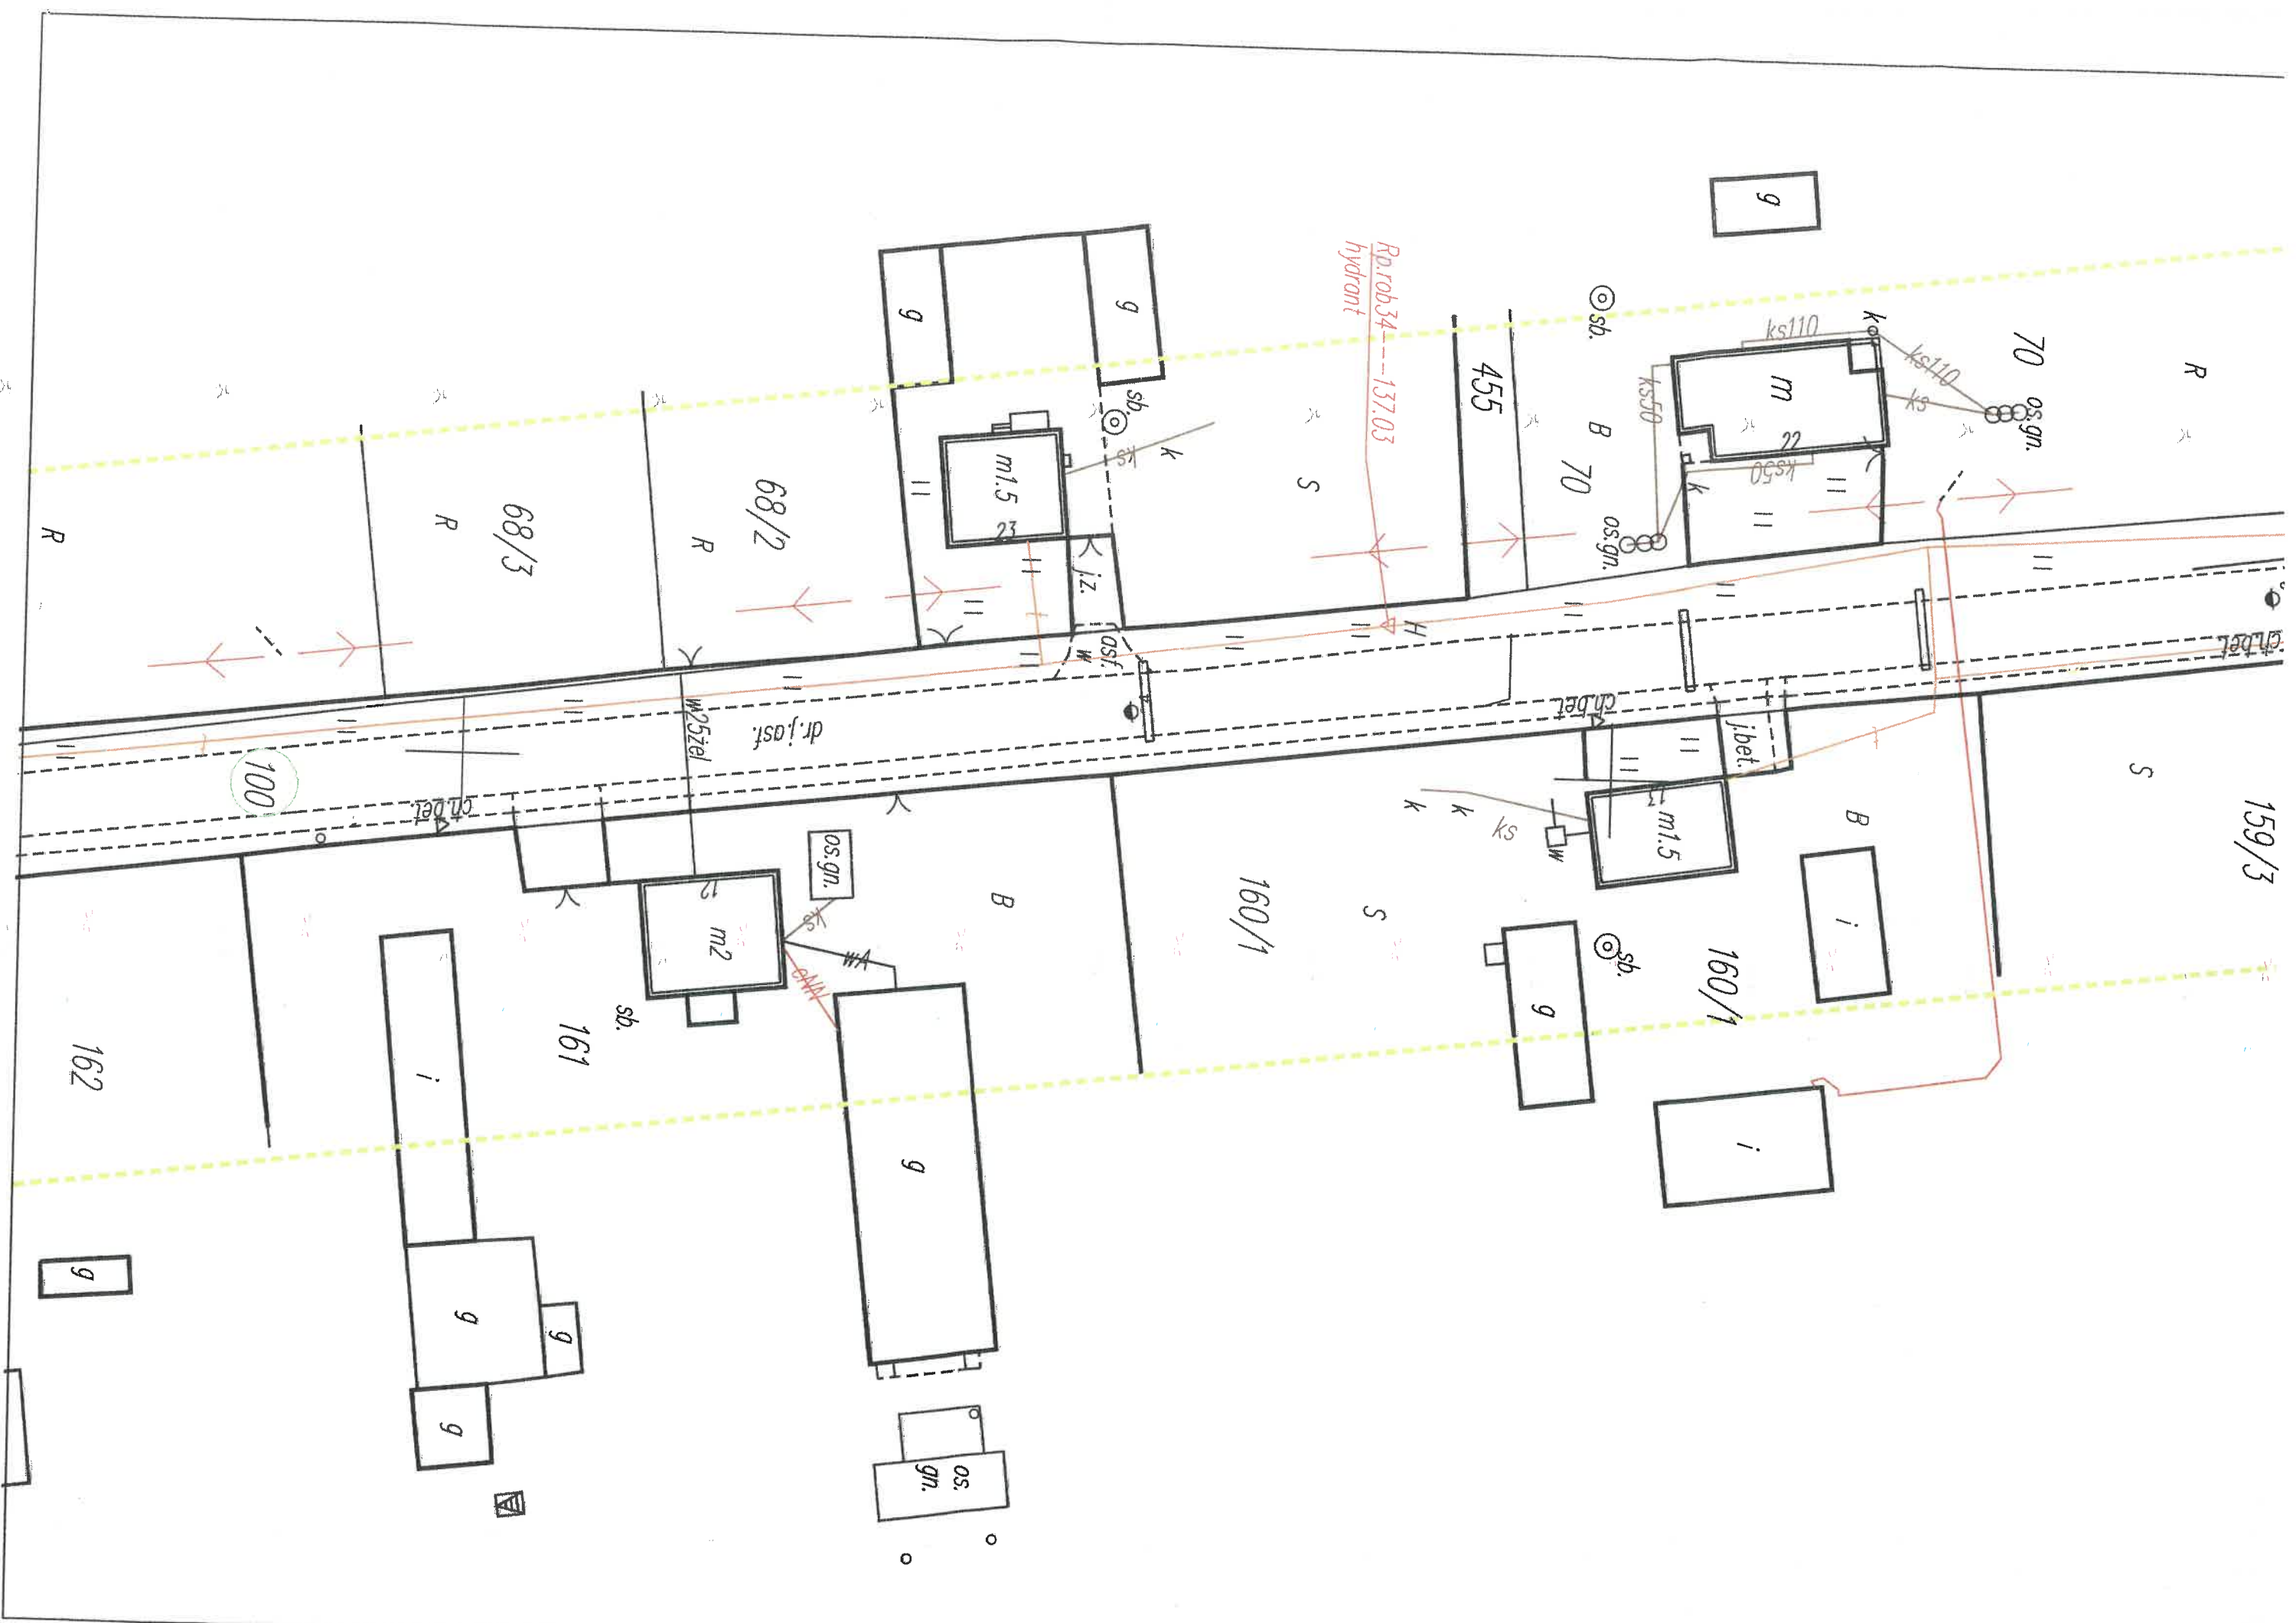 g
R
70
os.gn.
k
ks110
ks110
ks
m
22
ks50
ks50
k
sb.
B
70
os.gn.
455
Rp.rob34---137.03
hydrant
S
g
g
sb.
k
ks
m1.5
23
j.z.
asf.
w
H
68/2
R
68/3
R
R
100
dr.j.asf.
w25żel
ch.bet.
ch.bet.
ch.bet.
t
t
t
j.bet.
S
159/3
B
i
13
m1.5
w
ks
k
k
160/1
160/1
S
sb.
g
i
B
os.gn.
ks
wA
eNN
12
m2
sb.
161
i
g
162
g
g
g
g
os.
gn.